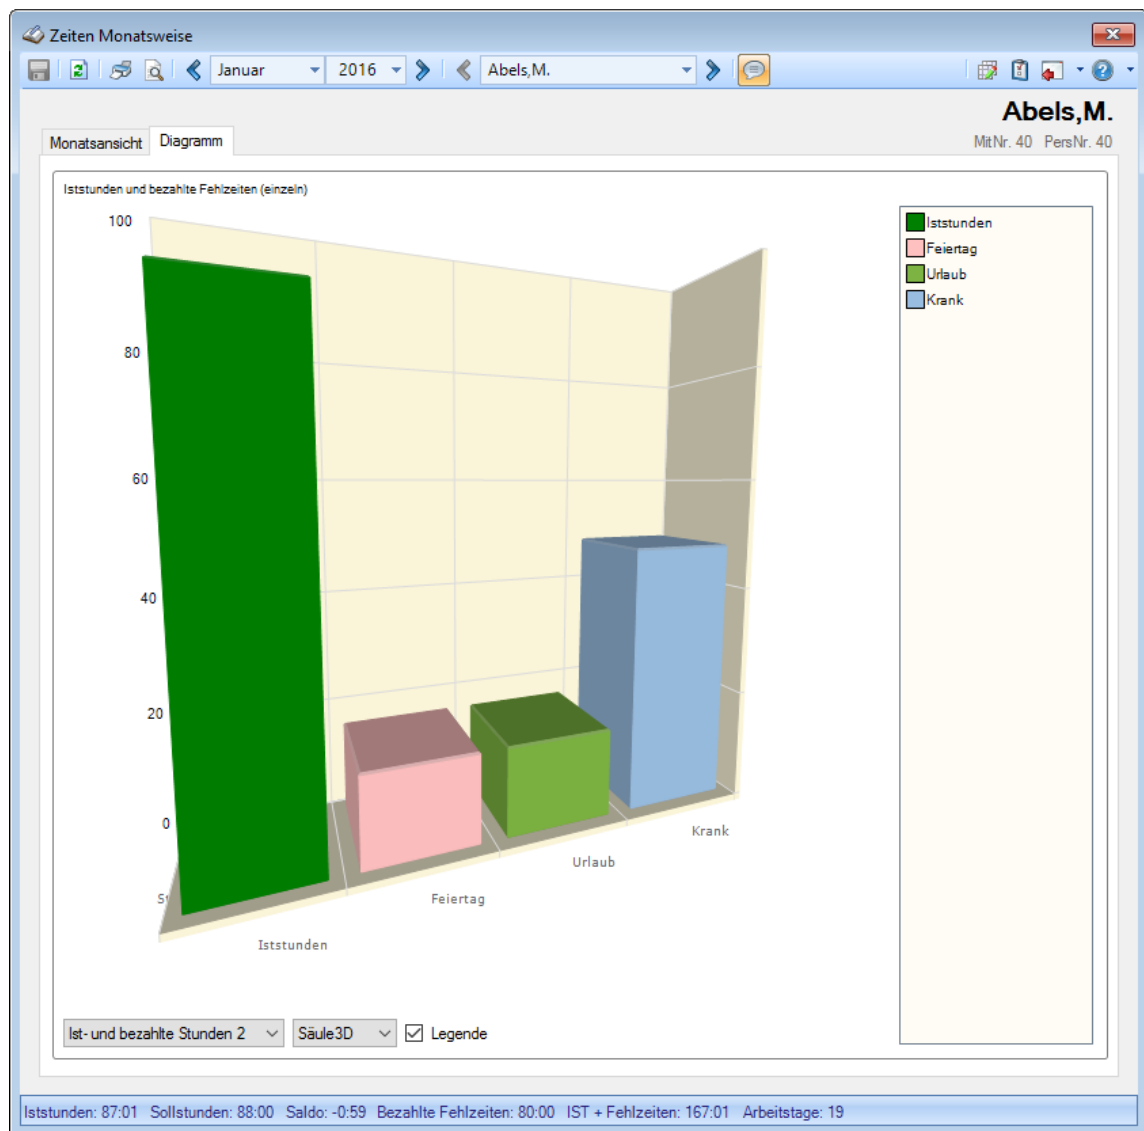 Zeiten Monatsweise
Januar 2016 Abels,M.
Abels,M.
Monatsansicht Diagramm
MitNr. 40 PersNr. 40
Iststunden und bezahlte Fehlzeiten (einzeln)
100
80
60
40
20
0
Iststunden
Feiertag
Urlaub
Krank
Iststunden
Feiertag
Urlaub
Krank
Ist- und bezahlte Stunden 2 Säule3D Legende
Iststunden: 87:01 Sollstunden: 88:00 Saldo: -0:59 Bezahlte Fehlzeiten: 80:00 IST + Fehlzeiten: 167:01 Arbeitstage: 19